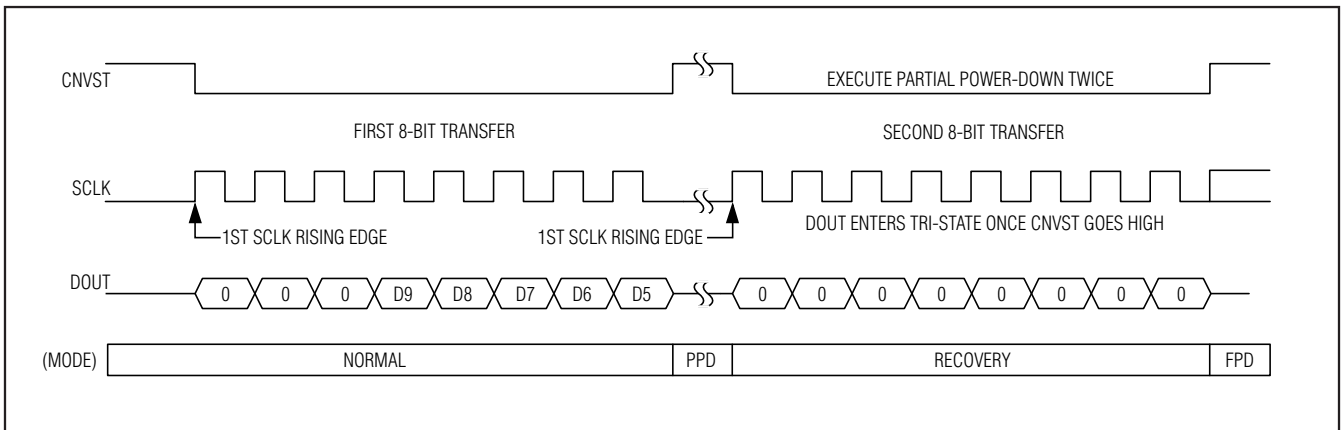 CNVST
EXECUTE PARTIAL POWER-DOWN TWICE
FIRST 8-BIT TRANSFER
SECOND 8-BIT TRANSFER
SCLK
DOUT ENTERS TRI-STATE ONCE CNVST GOES HIGH
1ST SCLK RISING EDGE
1ST SCLK RISING EDGE
DOUT
0 0 0 D9 D8 D7 D6 D5 0 0 0 0 0 0 0 0
(MODE) NORMAL PPD RECOVERY FPD